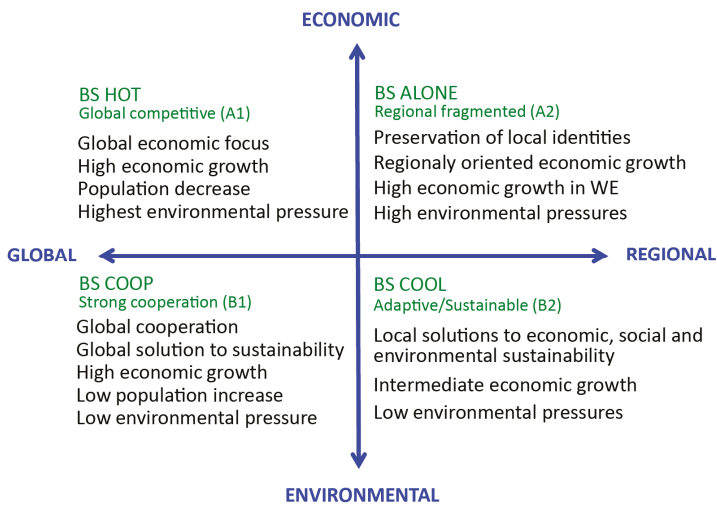 ECONOMIC
BS HOT
Global competitive (A1)
Global economic focus
High economic growth
Population decrease
Highest environmental pressure
BS ALONE
Regional fragmented (A2)
Preservation of local identities
Regionaly oriented economic growth
High economic growth in WE
High environmental pressures
GLOBAL
REGIONAL
BS COOP
Strong cooperation (B1)
Global cooperation
Global solution to sustainability
High economic growth
Low population increase
Low environmental pressure
BS COOL
Adaptive/Sustainable (B2)
Local solutions to economic, social and
environmental sustainability
Intermediate economic growth
Low environmental pressures
ENVIRONMENTAL